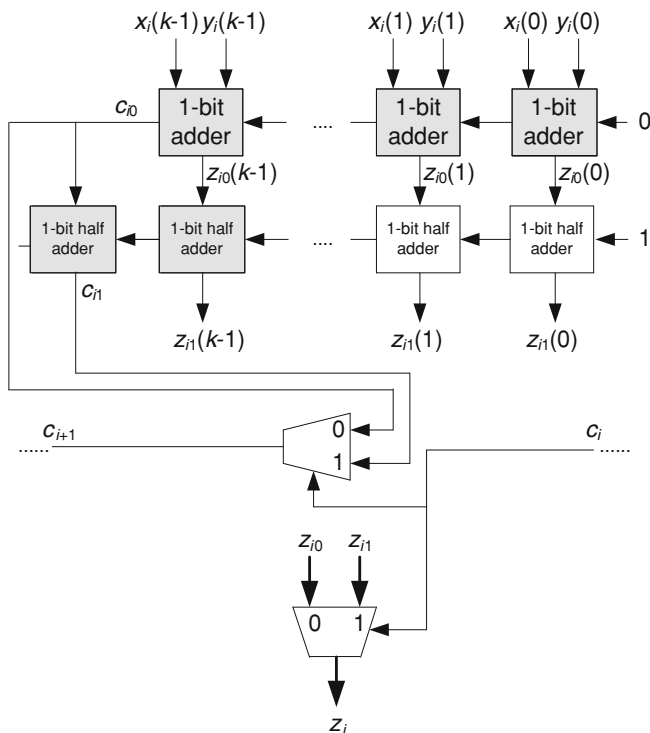 xᵢ(k-1) yᵢ(k-1) xᵢ(1) yᵢ(1) xᵢ(0) yᵢ(0)
cᵢ₀ 1-bit adder .... 1-bit adder 1-bit adder 0
zᵢ₀(k-1) zᵢ₀(1) zᵢ₀(0)
1-bit half adder 1-bit half adder .... 1-bit half adder 1-bit half adder 1
cᵢ₁
zᵢ₁(k-1) zᵢ₁(1) zᵢ₁(0)
...... cᵢ₊₁ 0 1 cᵢ ......
zᵢ₀ zᵢ₁
0 1
zᵢ